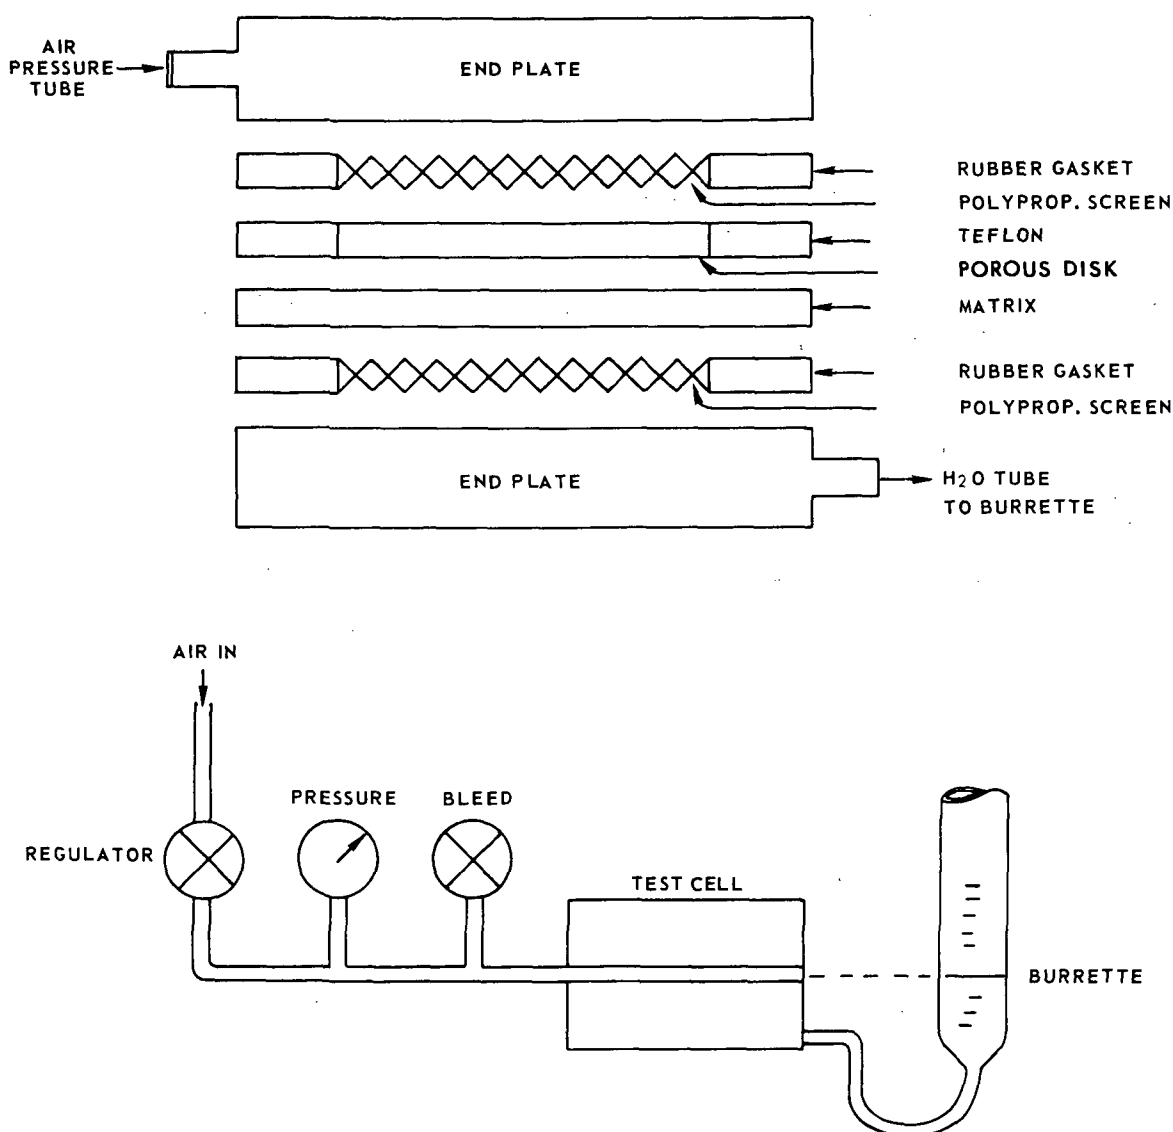 AIR
PRESSURE
TUBE
END PLATE
RUBBER GASKET
POLYPROP. SCREEN
TEFLON
POROUS DISK
MATRIX
RUBBER GASKET
POLYPROP. SCREEN
END PLATE
H2O TUBE
TO BURRETTE
AIR IN
PRESSURE
BLEED
REGULATOR
TEST CELL
BURRETTE